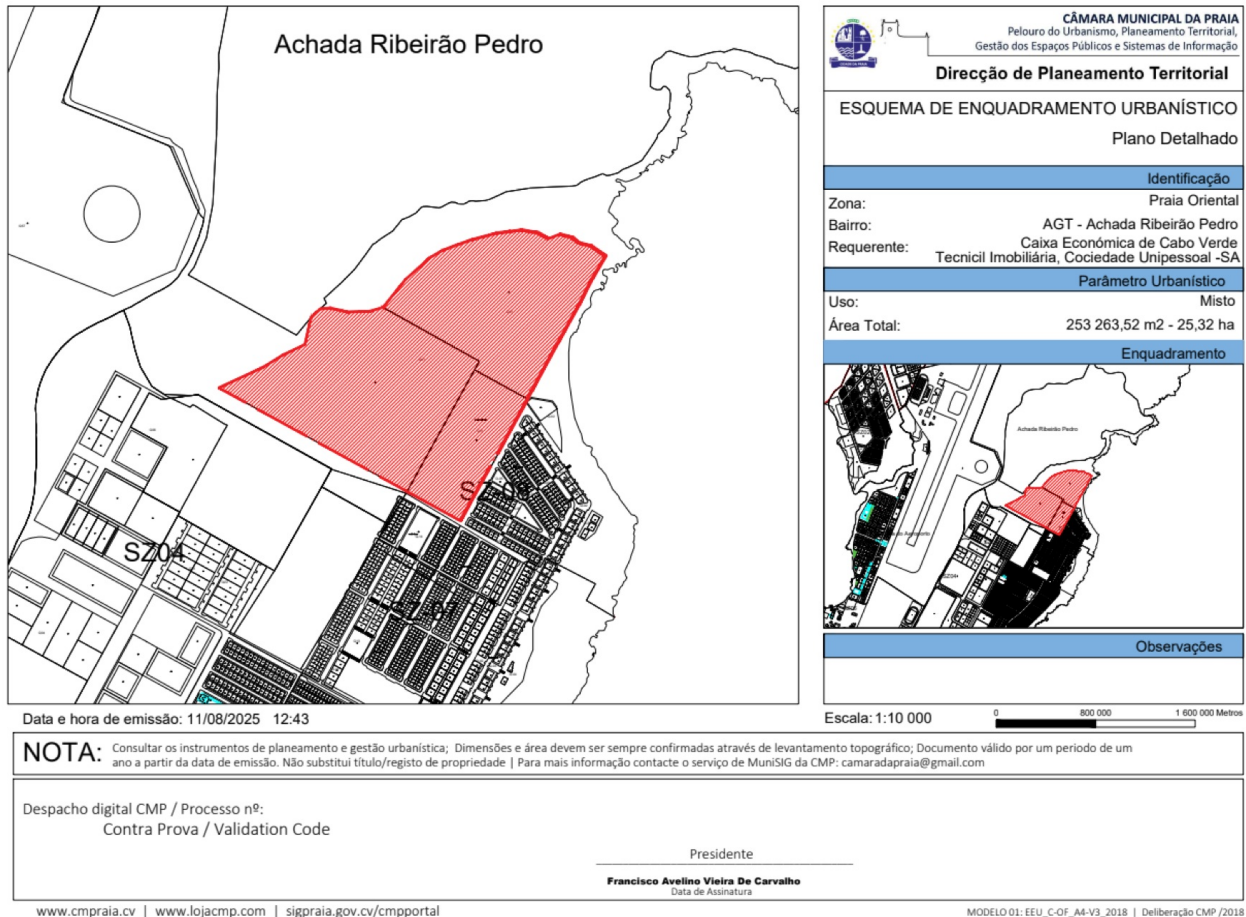 Achada Ribeirão Pedro
SZ04
SZ-09
SZ-07
CÂMARA MUNICIPAL DA PRAIA
Pelouro do Urbanismo, Planeamento Territorial,
Gestão dos Espaços Públicos e Sistemas de Informação
Direcção de Planeamento Territorial
ESQUEMA DE ENQUADRAMENTO URBANÍSTICO
Plano Detalhado
Identificação
Zona: Praia Oriental
Bairro: AGT - Achada Ribeirão Pedro
Requerente: Caixa Económica de Cabo Verde
Tecnicil Imobiliária, Cociedade Unipessoal -SA
Parâmetro Urbanístico
Uso: Misto
Área Total: 253 263,52 m2 - 25,32 ha
Enquadramento
Achada Ribeirão Pedro
SZ04
Observações
Data e hora de emissão: 11/08/2025 12:43
Escala: 1:10 000
0 800 000 1 600 000 Metros
NOTA: Consultar os instrumentos de planeamento e gestão urbanística; Dimensões e área devem ser sempre confirmadas através de levantamento topográfico; Documento válido por um periodo de um
ano a partir da data de emissão. Não substitui título/registo de propriedade | Para mais informação contacte o serviço de MuniSIG da CMP: camaradapraia@gmail.com
Despacho digital CMP / Processo nº:
Contra Prova / Validation Code
Presidente
Francisco Avelino Vieira De Carvalho
Data de Assinatura
www.cmpraia.cv | www.lojacmp.com | sigpraia.gov.cv/cmpportal
MODELO 01: EEU_C-OF_A4-V3_2018 | Deliberação CMP /2018